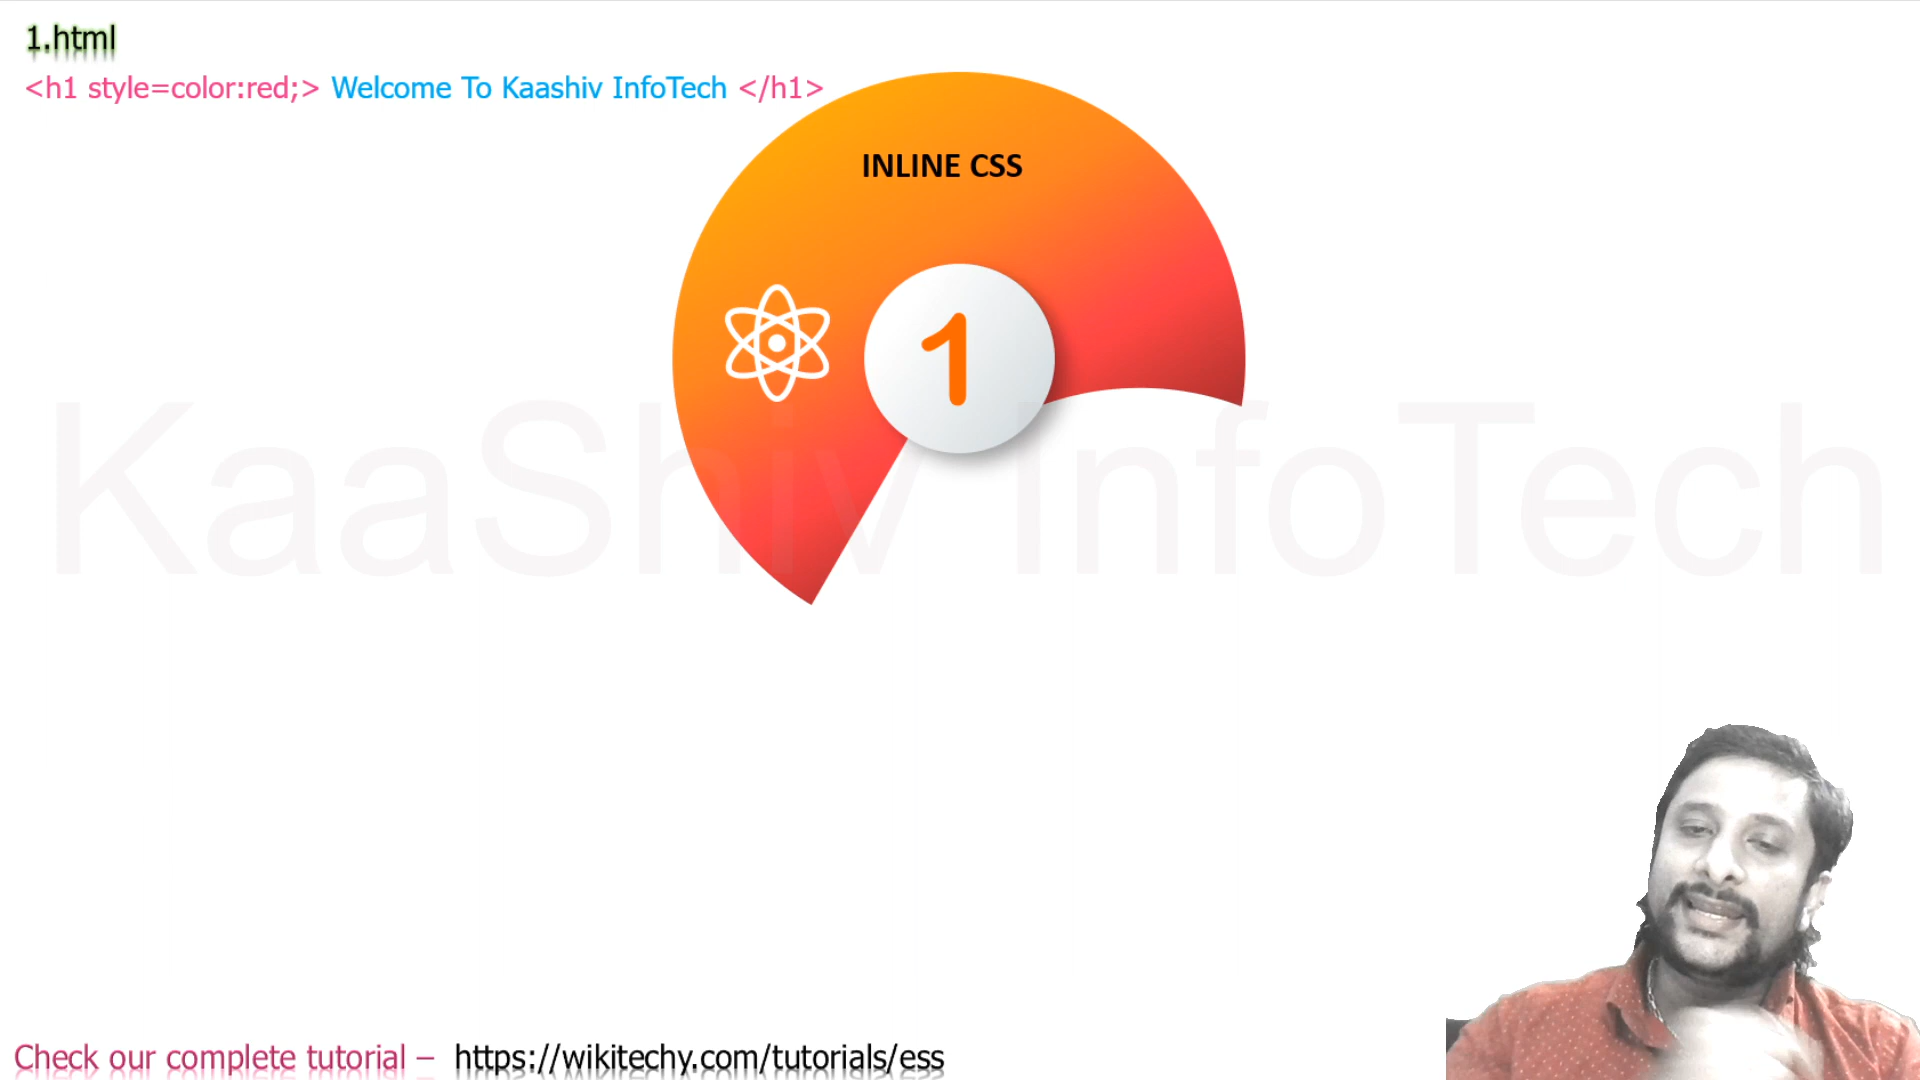 1.html
<h1 style=color:red;> Welcome To Kaashiv InfoTech </h1>
INLINE CSS
1
KaaShiv InfoTech
Check our complete tutorial – https://wikitechy.com/tutorials/ess